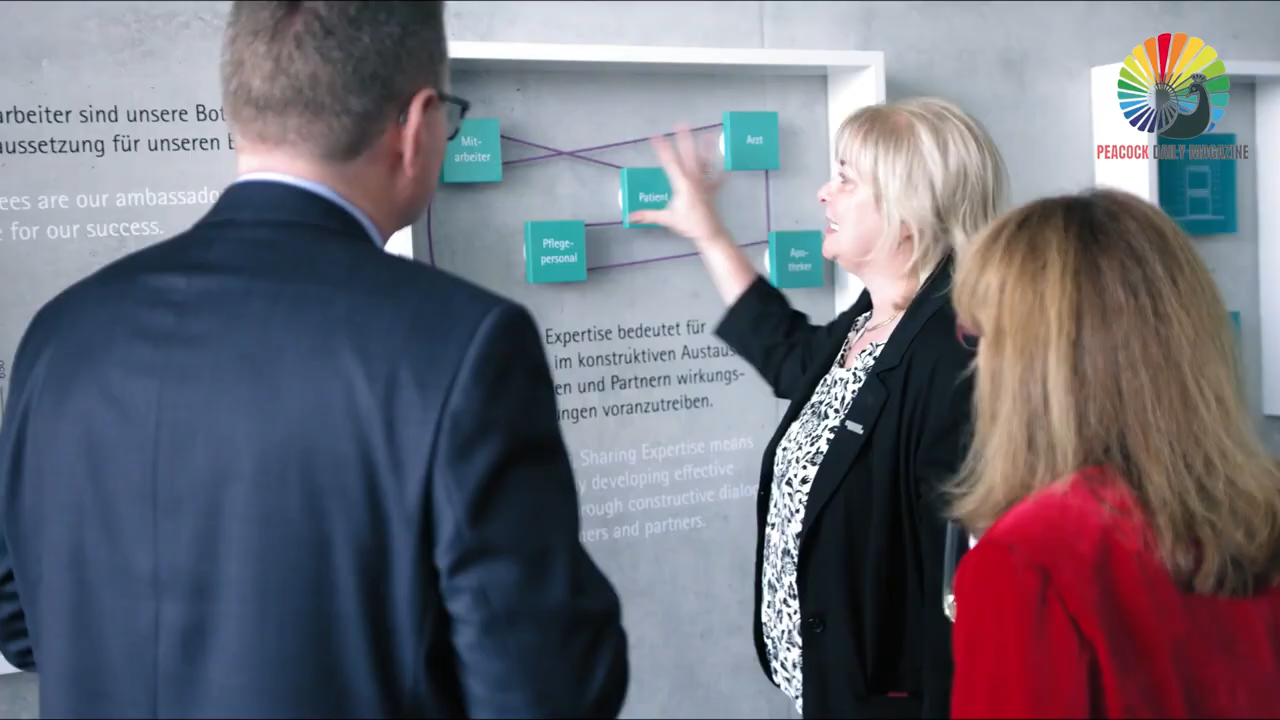 arbeiter sind unsere Bot
aussetzung für unseren E
ees are our ambassado
e for our success.
Mit-
arbeiter
Arzt
Patient
Pflege-
personal
Apo-
theker
Expertise bedeutet für
im konstruktiven Austaus
en und Partnern wirkungs-
ungen voranzutreiben.
Sharing Expertise means
y developing effective
rough constructive dialog
ers and partners.
PEACOCK DAILY MAGAZINE